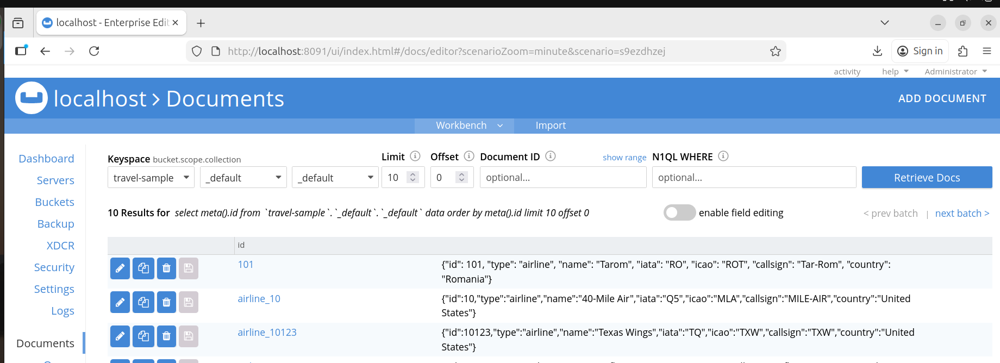 localhost - Enterprise Edit
http://localhost:8091/ui/index.html#/docs/editor?scenarioZoom=minute&scenario=s9ezdhzej
Sign in
activity help Administrator
localhost > Documents
ADD DOCUMENT
Workbench Import
Dashboard
Servers
Buckets
Backup
XDCR
Security
Settings
Logs
Documents
Keyspace bucket.scope.collection
Limit Offset Document ID show range N1QL WHERE
travel-sample _default _default 10 0 optional... optional... Retrieve Docs
10 Results for select meta().id from `travel-sample`.`_default`.`_default` data order by meta().id limit 10 offset 0
enable field editing
< prev batch | next batch >
id
101 {"id": 101, "type": "airline", "name": "Tarom", "iata": "RO", "icao": "ROT", "callsign": "Tar-Rom", "country":
"Romania"}
airline_10 {"id":10,"type":"airline","name":"40-Mile Air","iata":"Q5","icao":"MLA","callsign":"MILE-AIR","country":"United
States"}
airline_10123 {"id":10123,"type":"airline","name":"Texas Wings","iata":"TQ","icao":"TXW","callsign":"TXW","country":"United
States"}